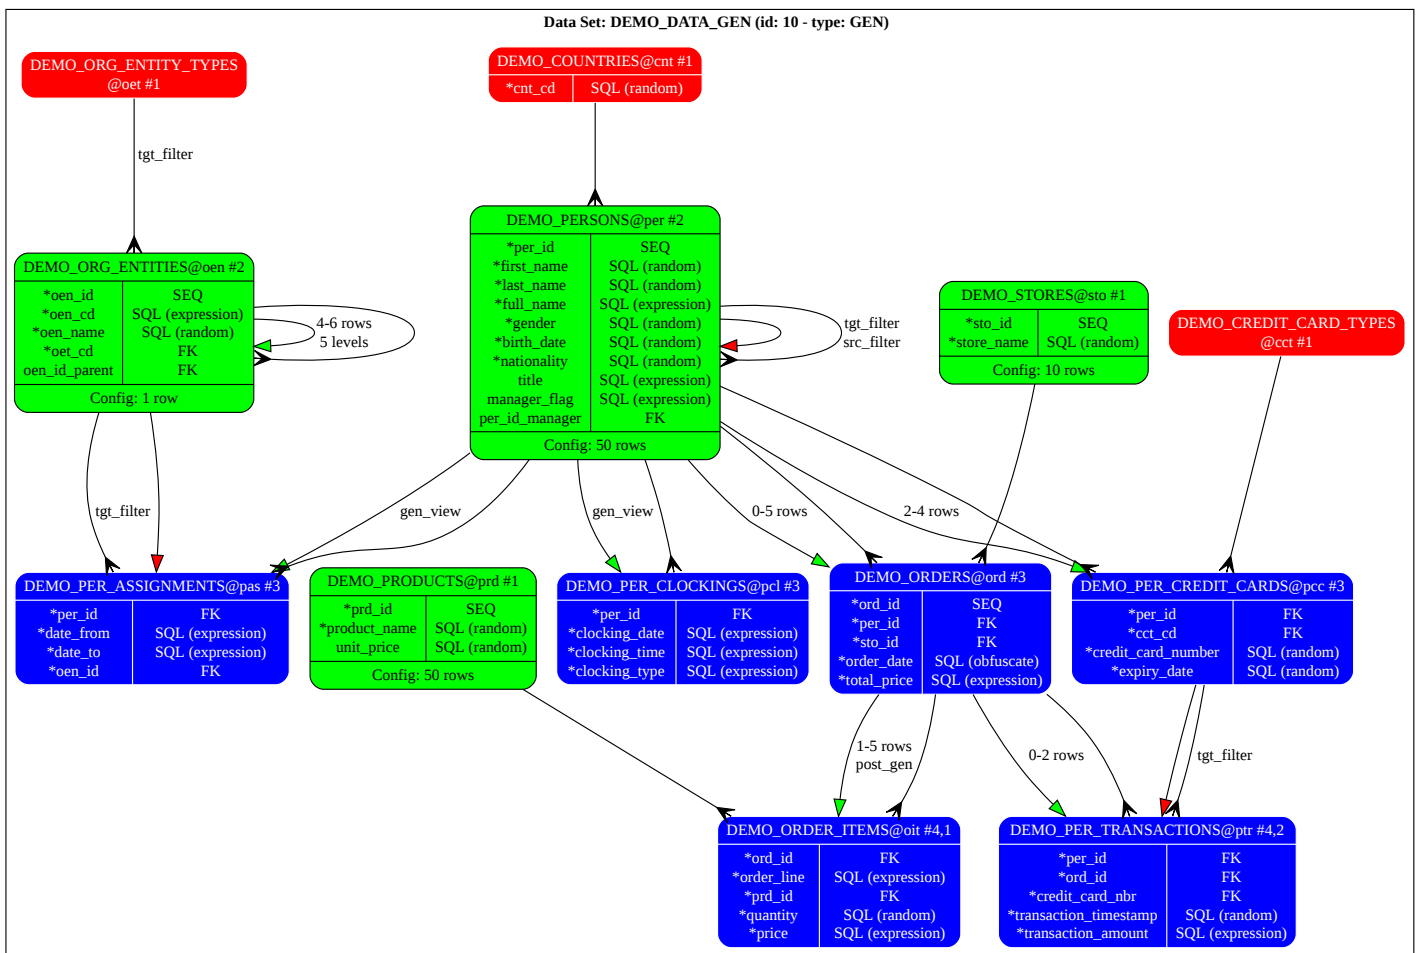 Data Set: DEMO_DATA_GEN (id: 10 - type: GEN)
DEMO_ORG_ENTITY_TYPES
@oet #1
DEMO_COUNTRIES@cnt #1
*cnt_cd SQL (random)
tgt_filter
DEMO_PERSONS@per #2
*per_id SEQ
*first_name SQL (random)
*last_name SQL (random)
*full_name SQL (expression)
*gender SQL (random)
*birth_date SQL (random)
*nationality SQL (random)
title SQL (expression)
manager_flag SQL (expression)
per_id_manager FK
Config: 50 rows
tgt_filter
src_filter
DEMO_ORG_ENTITIES@oen #2
*oen_id SEQ
*oen_cd SQL (expression)
*oen_name SQL (random)
*oet_cd FK
oen_id_parent FK
Config: 1 row
4-6 rows
5 levels
DEMO_STORES@sto #1
*sto_id SEQ
*store_name SQL (random)
Config: 10 rows
DEMO_CREDIT_CARD_TYPES
@cct #1
tgt_filter
gen_view
gen_view
0-5 rows
2-4 rows
DEMO_PER_ASSIGNMENTS@pas #3
*per_id FK
*date_from SQL (expression)
*date_to SQL (expression)
*oen_id FK
DEMO_PRODUCTS@prd #1
*prd_id SEQ
*product_name SQL (random)
unit_price SQL (random)
Config: 50 rows
DEMO_PER_CLOCKINGS@pcl #3
*per_id FK
*clocking_date SQL (expression)
*clocking_time SQL (expression)
*clocking_type SQL (expression)
DEMO_ORDERS@ord #3
*ord_id SEQ
*per_id FK
*sto_id FK
*order_date SQL (obfuscate)
*total_price SQL (expression)
DEMO_PER_CREDIT_CARDS@pcc #3
*per_id FK
*cct_cd FK
*credit_card_number SQL (random)
*expiry_date SQL (random)
1-5 rows
post_gen
0-2 rows
tgt_filter
DEMO_ORDER_ITEMS@oit #4,1
*ord_id FK
*order_line SQL (expression)
*prd_id FK
*quantity SQL (random)
*price SQL (expression)
DEMO_PER_TRANSACTIONS@ptr #4,2
*per_id FK
*ord_id FK
*credit_card_nbr FK
*transaction_timestamp SQL (random)
*transaction_amount SQL (expression)